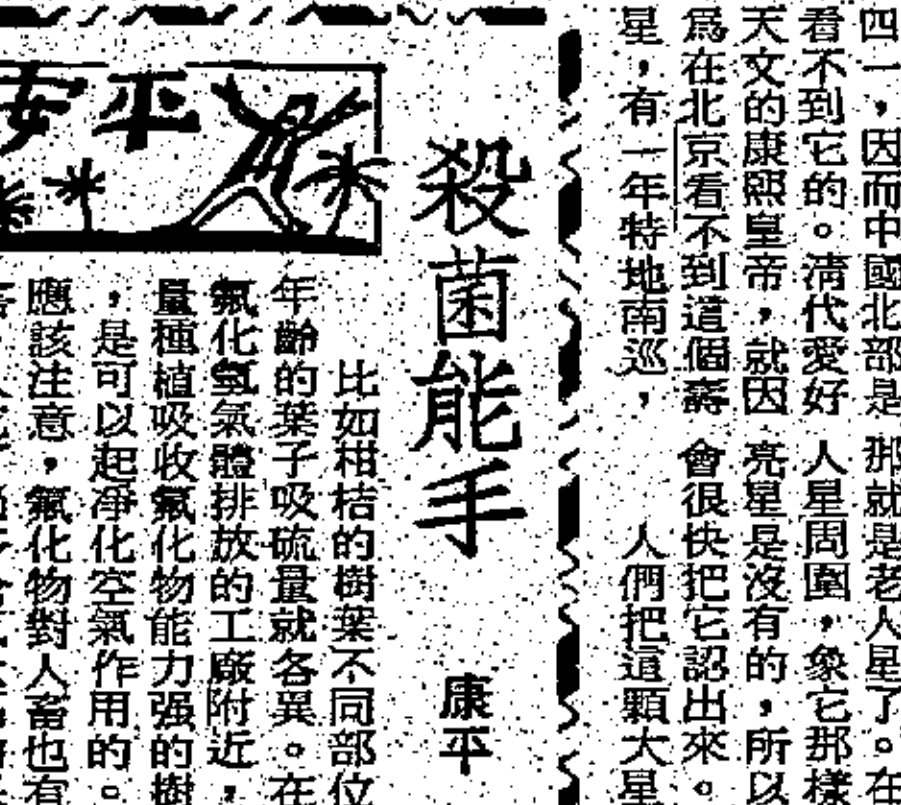 四一，因而中國北部是
看不到它的。清代愛好
天文的康熙皇帝，就因
爲在北京看不到這個壽
星，有一年特地南巡，
那就是老人星了。在
人星周圍，象它那樣
亮星是沒有的，所以
會很快把它認出來。
人們把這顆大星
殺菌能手
康平
平安
比如柑桔的樹葉不同部位
年齡的葉子吸硫量就各異。在
氟化氫氣體排放的工廠附近，
量種植吸收氟化物能力强的樹
，是可以起淨化空氣作用的。
應該注意，氟化物對人畜也有